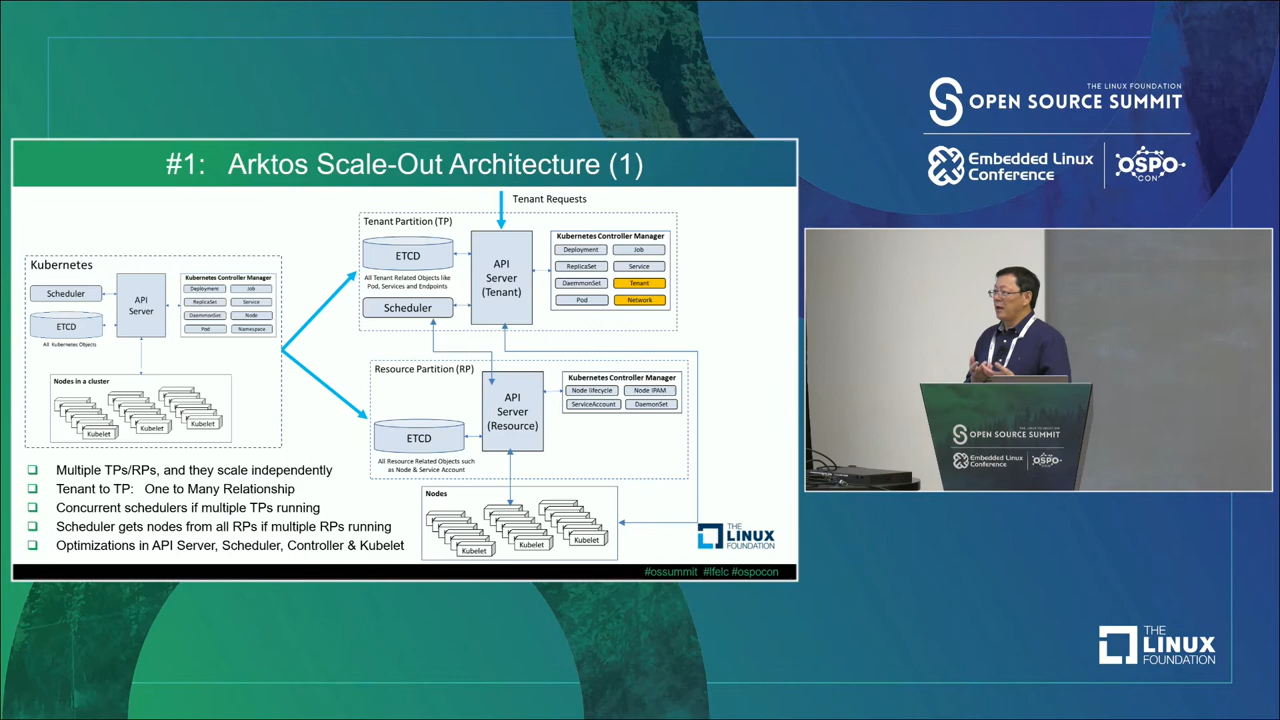 THE LINUX FOUNDATION
OPEN SOURCE SUMMIT
Embedded Linux
Conference
OSPO
CON
#1: Arktos Scale-Out Architecture (1)
Tenant Requests
Kubernetes
Scheduler
ETCD
All Kubernetes Objects
API
Server
Kubernetes Controller Manager
Deployment
Job
ReplicaSet
Service
DaemmonSet
Node
Pod
Namespace
Nodes in a cluster
Kubelet
Kubelet
Kubelet
Tenant Partition (TP)
ETCD
All Tenant Related Objects like
Pod, Services and Endpoints
Scheduler
API
Server
(Tenant)
Kubernetes Controller Manager
Deployment
Job
ReplicaSet
Service
DaemmonSet
Tenant
Pod
Network
Resource Partition (RP)
ETCD
All Resource Related Objects such
as Node & Service Account
API
Server
(Resource)
Kubernetes Controller Manager
Node lifecycle
Node IPAM
ServiceAccount
DaemonSet
Nodes
Kubelet
Kubelet
Kubelet
Multiple TPs/RPs, and they scale independently
Tenant to TP: One to Many Relationship
Concurrent schedulers if multiple TPs running
Scheduler gets nodes from all RPs if multiple RPs running
Optimizations in API Server, Scheduler, Controller & Kubelet
THE
LINUX
FOUNDATION
#ossummit #lfelc #ospocon
OPEN SOURCE SUMMIT
Embedded Linux
Conference
OSPO
CON
THE
LINUX
FOUNDATION